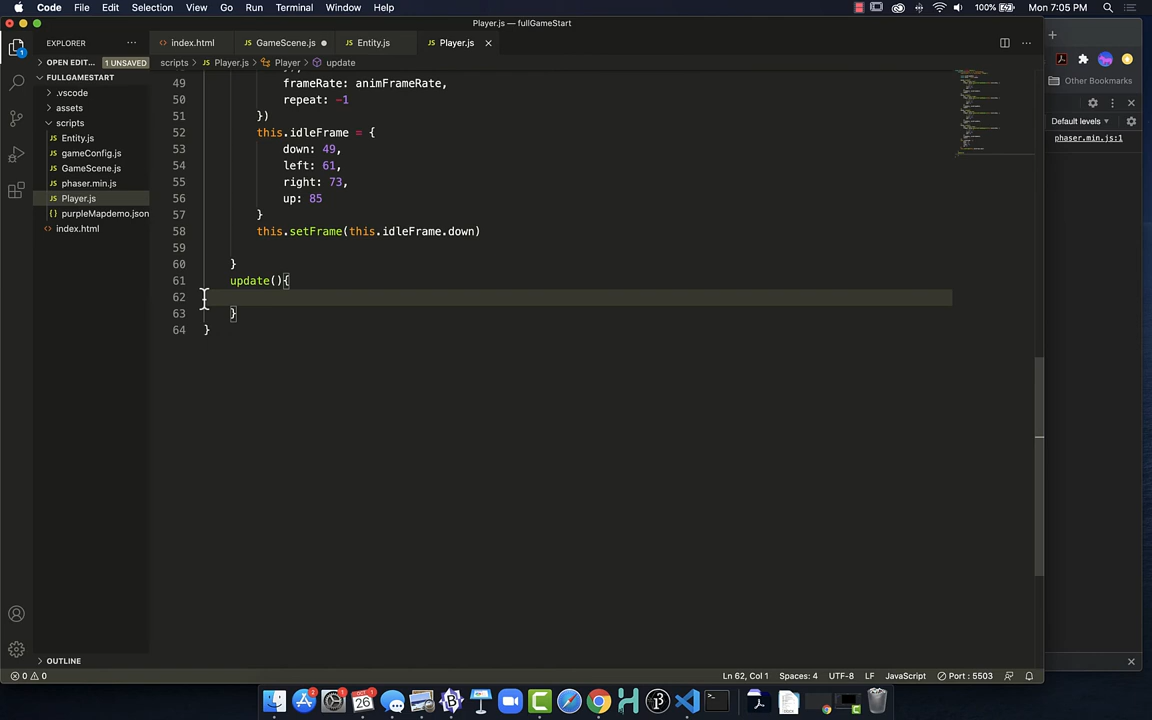 Code File Edit Selection View Go Run Terminal Window Help 100% Mon 7:05 PM
Player.js — fullGameStart
EXPLORER
index.html
GameScene.js
Entity.js
Player.js
OPEN EDIT... 1 UNSAVED
scripts > Player.js > Player > update
FULLGAMESTART
.vscode
assets
scripts
Entity.js
gameConfig.js
GameScene.js
phaser.min.js
Player.js
purpleMapdemo.json
index.html
49 frameRate: animFrameRate,
50 repeat: -1
51 })
52 this.idleFrame = {
53 down: 49,
54 left: 61,
55 right: 73,
56 up: 85
57 }
58 this.setFrame(this.idleFrame.down)
59
60 }
61 update(){
62
63 }
64 }
Other Bookmarks
Default levels
phaser.min.js:1
OUTLINE
0 0
Ln 62, Col 1 Spaces: 4 UTF-8 LF JavaScript Port : 5503